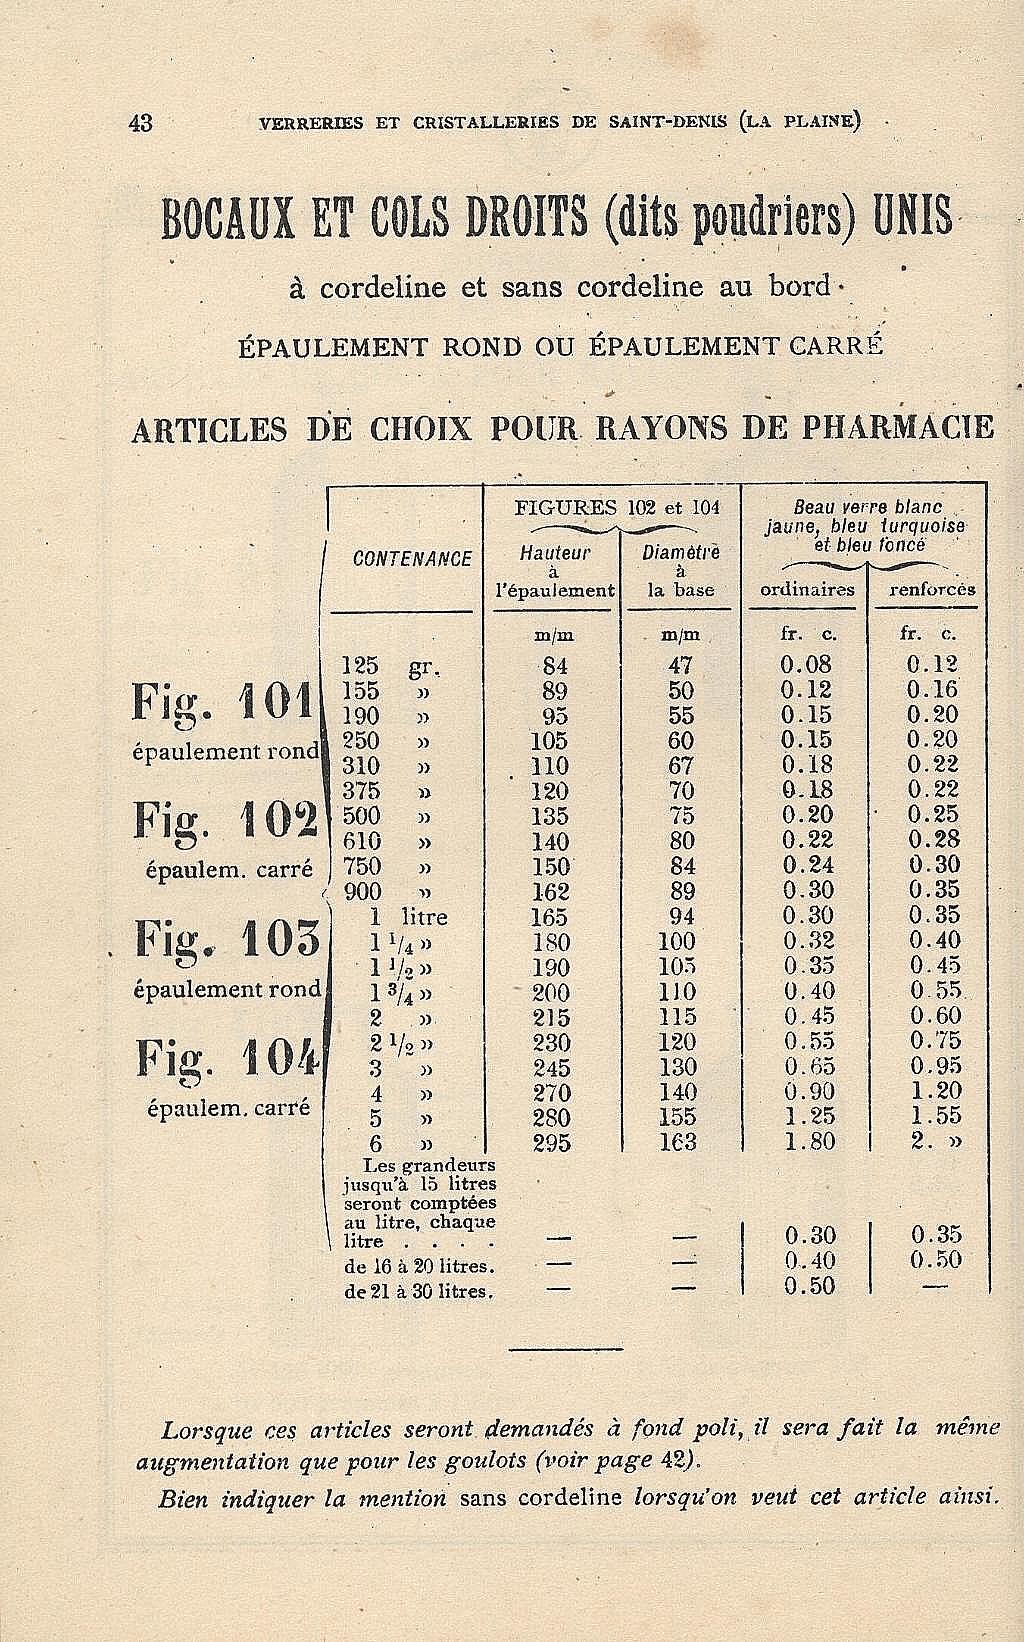 43 VERRERIES ET CRISTALLERIES DE SAINT-DENIS (LA PLAINE)
BOCAUX ET COLS DROITS (dits poudriers) UNIS
à cordeline et sans cordeline au bord
ÉPAULEMENT ROND OU ÉPAULEMENT CARRÉ
ARTICLES DE CHOIX POUR RAYONS DE PHARMACIE
CONTENANCE
FIGURES 102 et 104
Hauteur à l'épaulement
Diamètre à la base
Beau verre blanc
jaune, bleu turquoise
et bleu foncé
ordinaires renforcés
m/m m/m fr. c. fr. c.
Fig. 101
épaulement rond
Fig. 102
épaulem. carré
Fig. 103
épaulement rond
Fig. 104
épaulem. carré
125 gr. 84 47 0.08 0.12
155 » 89 50 0.12 0.16
190 » 95 55 0.15 0.20
250 » 105 60 0.15 0.20
310 » 110 67 0.18 0.22
375 » 120 70 0.18 0.22
500 » 135 75 0.20 0.25
610 » 140 80 0.22 0.28
750 » 150 84 0.24 0.30
900 » 162 89 0.30 0.35
1 litre 165 94 0.30 0.35
1 1/4 » 180 100 0.32 0.40
1 1/2 » 190 105 0.35 0.45
1 3/4 » 200 110 0.40 0.55
2 » 215 115 0.45 0.60
2 1/2 » 230 120 0.55 0.75
3 » 245 130 0.65 0.95
4 » 270 140 0.90 1.20
5 » 280 155 1.25 1.55
6 » 295 163 1.80 2. »
Les grandeurs
jusqu'à 15 litres
seront comptées
au litre, chaque
litre . . . . — — 0.30 0.35
de 16 à 20 litres. — — 0.40 0.50
de 21 à 30 litres. — — 0.50 —
Lorsque ces articles seront demandés à fond poli, il sera fait la même
augmentation que pour les goulots (voir page 42).
Bien indiquer la mention sans cordeline lorsqu'on veut cet article ainsi.